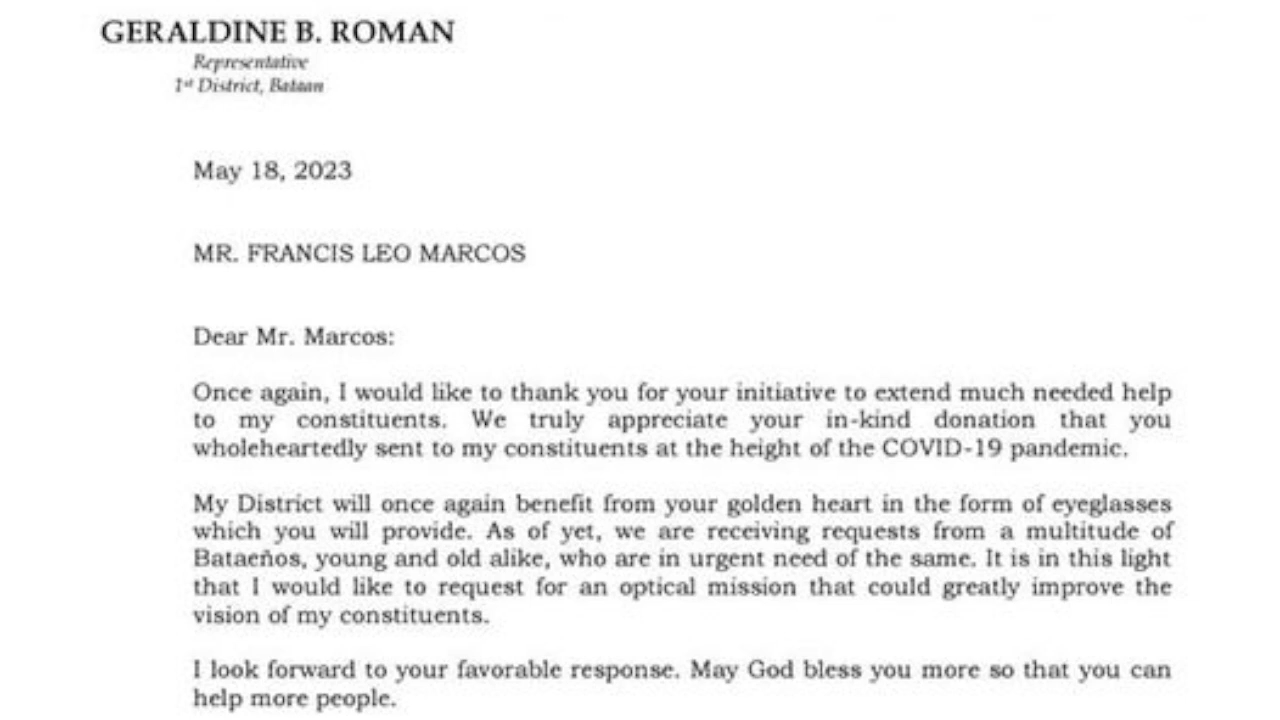 GERALDINE B. ROMAN
Representative
1st District, Bataan
May 18, 2023
MR. FRANCIS LEO MARCOS
Dear Mr. Marcos:
Once again, I would like to thank you for your initiative to extend much needed help
to my constituents. We truly appreciate your in-kind donation that you
wholeheartedly sent to my constituents at the height of the COVID-19 pandemic.
My District will once again benefit from your golden heart in the form of eyeglasses
which you will provide. As of yet, we are receiving requests from a multitude of
Bataeños, young and old alike, who are in urgent need of the same. It is in this light
that I would like to request for an optical mission that could greatly improve the
vision of my constituents.
I look forward to your favorable response. May God bless you more so that you can
help more people.